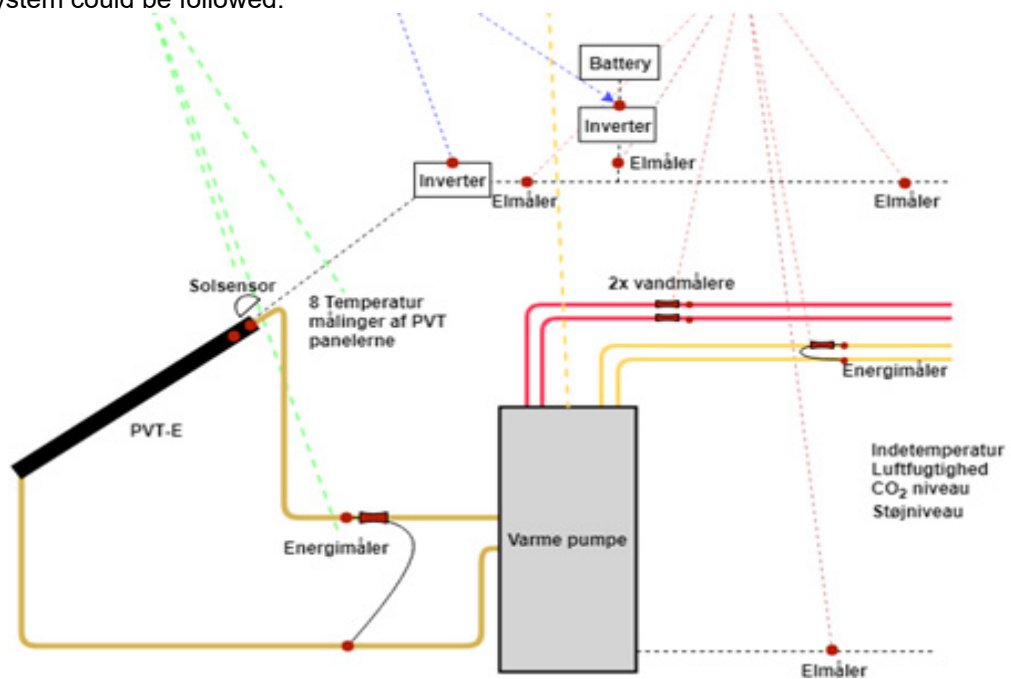 ystem could be followed.
Battery
Inverter
Elmåler
Inverter
Elmåler
Elmåler
Solsensor
8 Temperatur
målinger af PVT
panelerne
2x vandmålere
Energimåler
PVT-E
Indetemperatur
Luftfugtighed
CO₂ niveau
Støjniveau
Varme pumpe
Energimåler
Elmåler